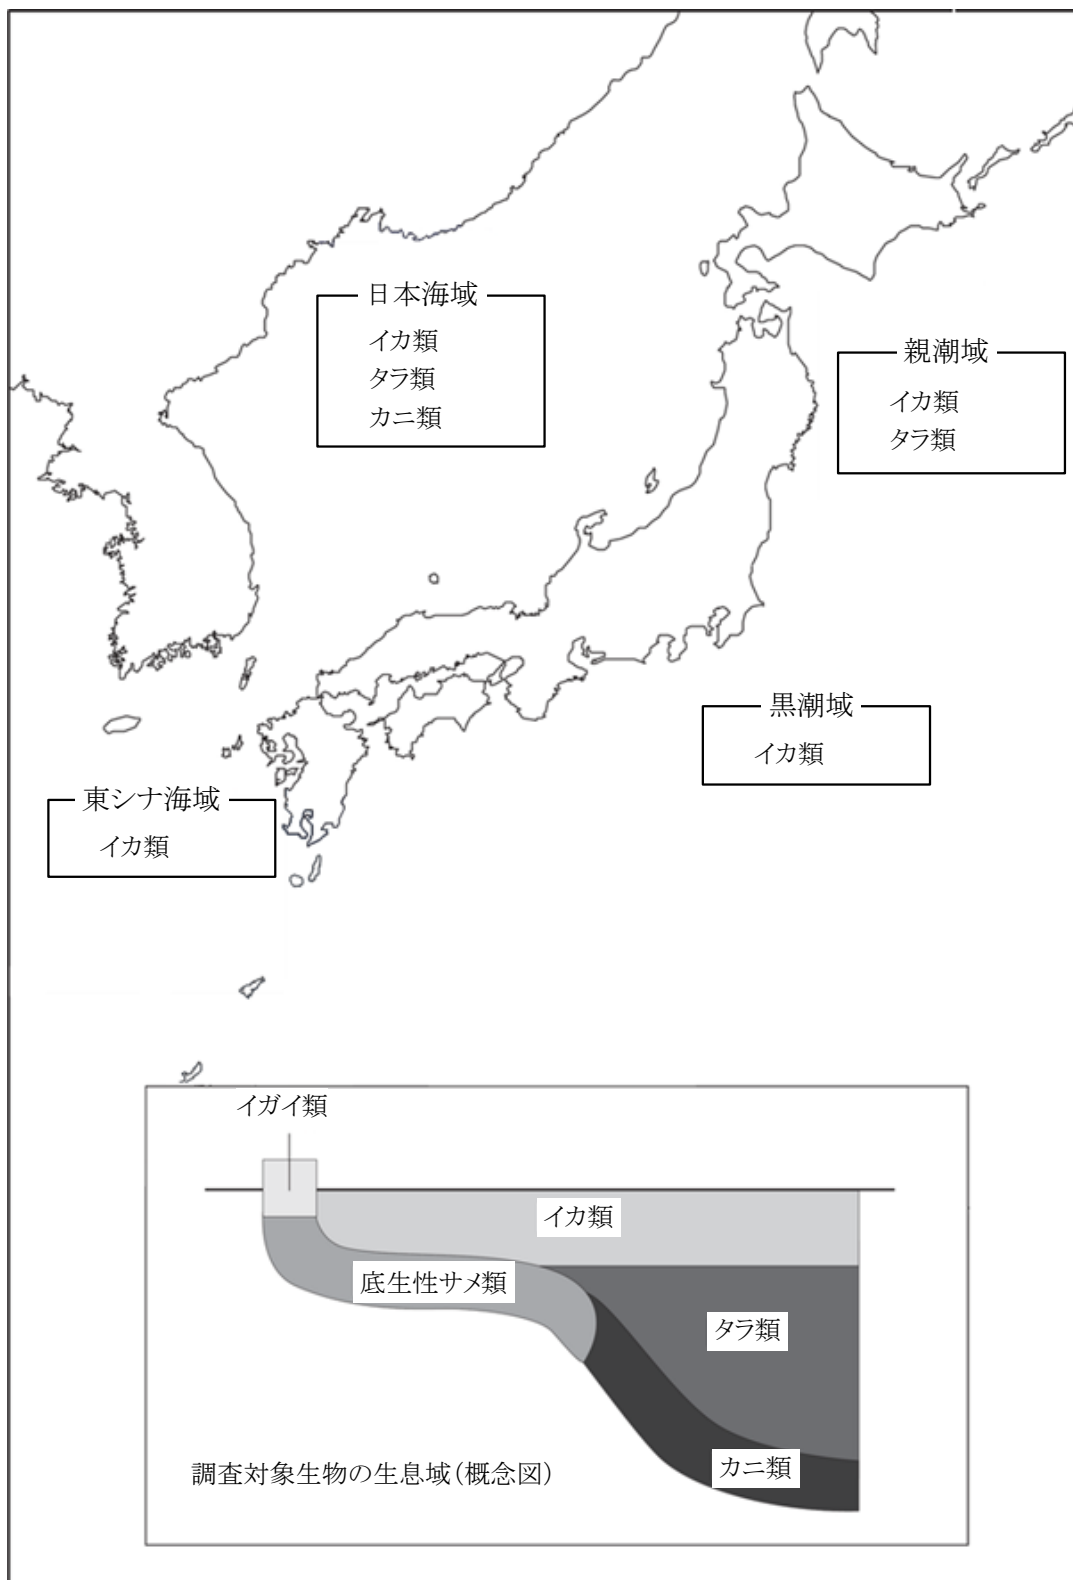 日本海域
イカ類
タラ類
カニ類
親潮域
イカ類
タラ類
黒潮域
イカ類
東シナ海域
イカ類
イガイ類
イカ類
底生性サメ類
タラ類
カニ類
調査対象生物の生息域(概念図)